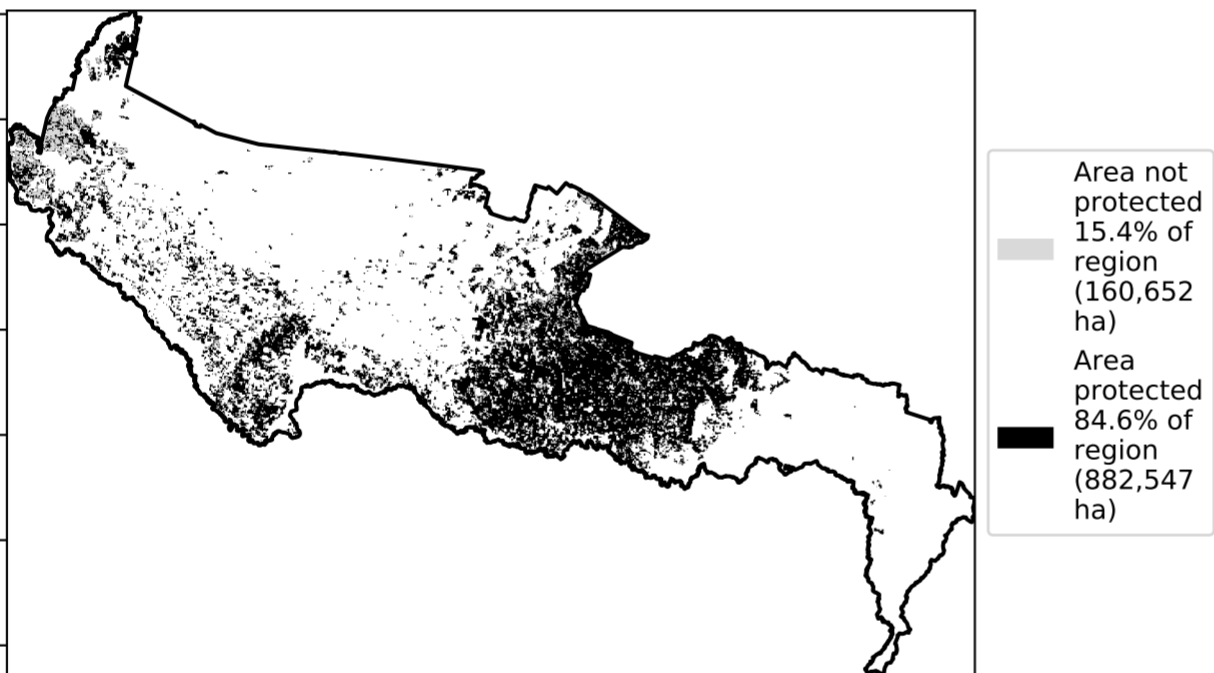 Area not
protected
15.4% of
region
(160,652
ha)
Area
protected
84.6% of
region
(882,547
ha)